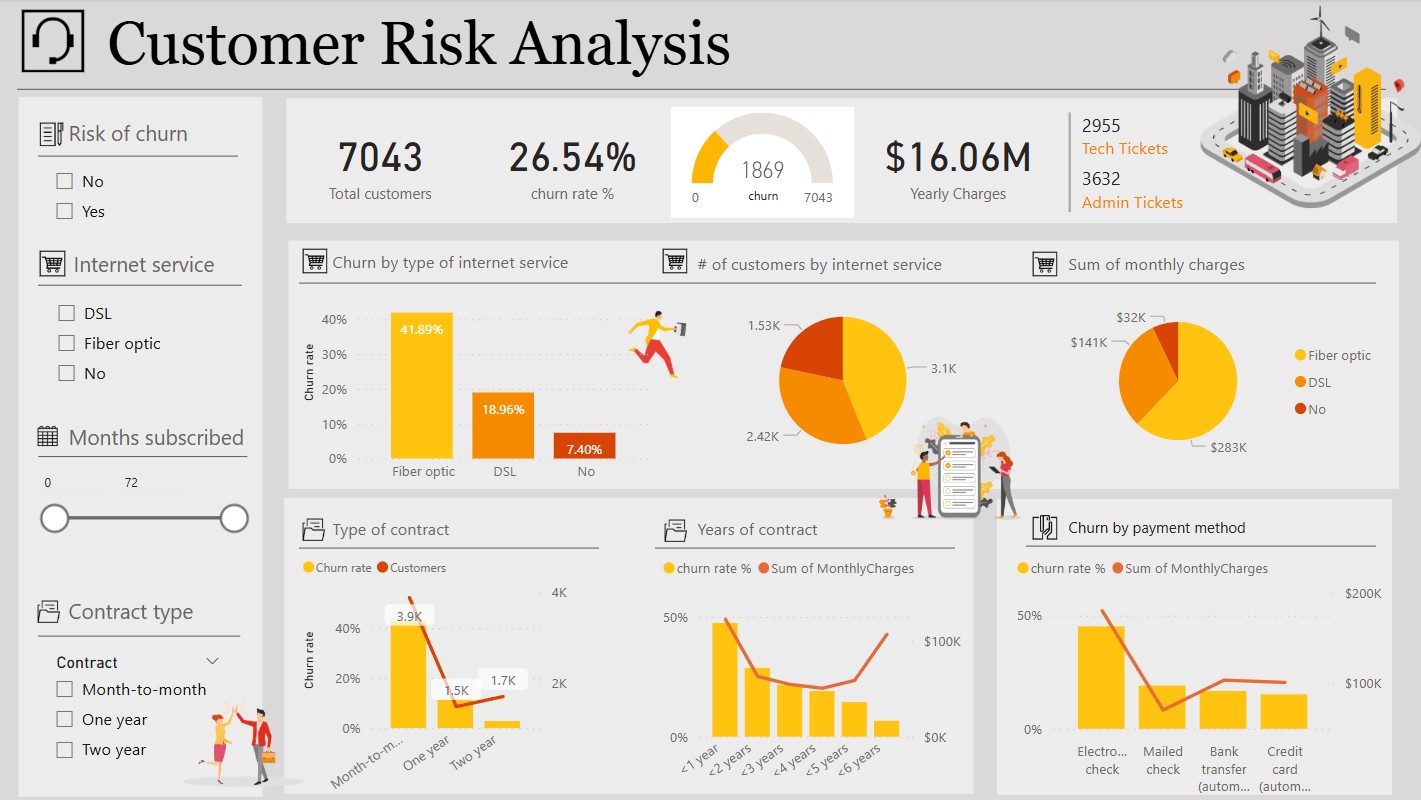 Customer Risk Analysis
Risk of churn
No
Yes
Internet service
DSL
Fiber optic
No
Months subscribed
0
72
Contract type
Contract
Month-to-month
One year
Two year
7043
Total customers
26.54%
churn rate %
1869
0
churn
7043
$16.06M
Yearly Charges
2955
Tech Tickets
3632
Admin Tickets
Churn by type of internet service
Churn rate
40%
30%
20%
10%
0%
41.89%
18.96%
7.40%
Fiber optic
DSL
No
# of customers by internet service
1.53K
3.1K
2.42K
Sum of monthly charges
$32K
$141K
$283K
Fiber optic
DSL
No
Type of contract
Churn rate
Customers
Churn rate
40%
20%
0%
4K
2K
3.9K
1.5K
1.7K
Month-to-m...
One year
Two year
Years of contract
churn rate %
Sum of MonthlyCharges
50%
0%
$100K
$0K
<1 year
<2 years
<3 years
<4 years
<5 years
<6 years
Churn by payment method
churn rate %
Sum of MonthlyCharges
50%
0%
$200K
$100K
Electro...
check
Mailed
check
Bank
transfer
(autom...
Credit
card
(autom...